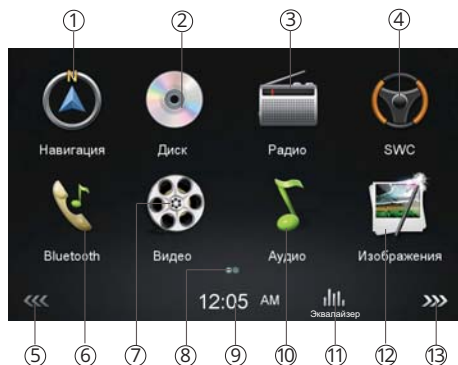 1 2 3 4
N
Навигация Диск Радио SWC
Bluetooth Видео Аудио Изображения
12:05 AM
Эквалайзер
5 6 7 8 9 10 11 12 13